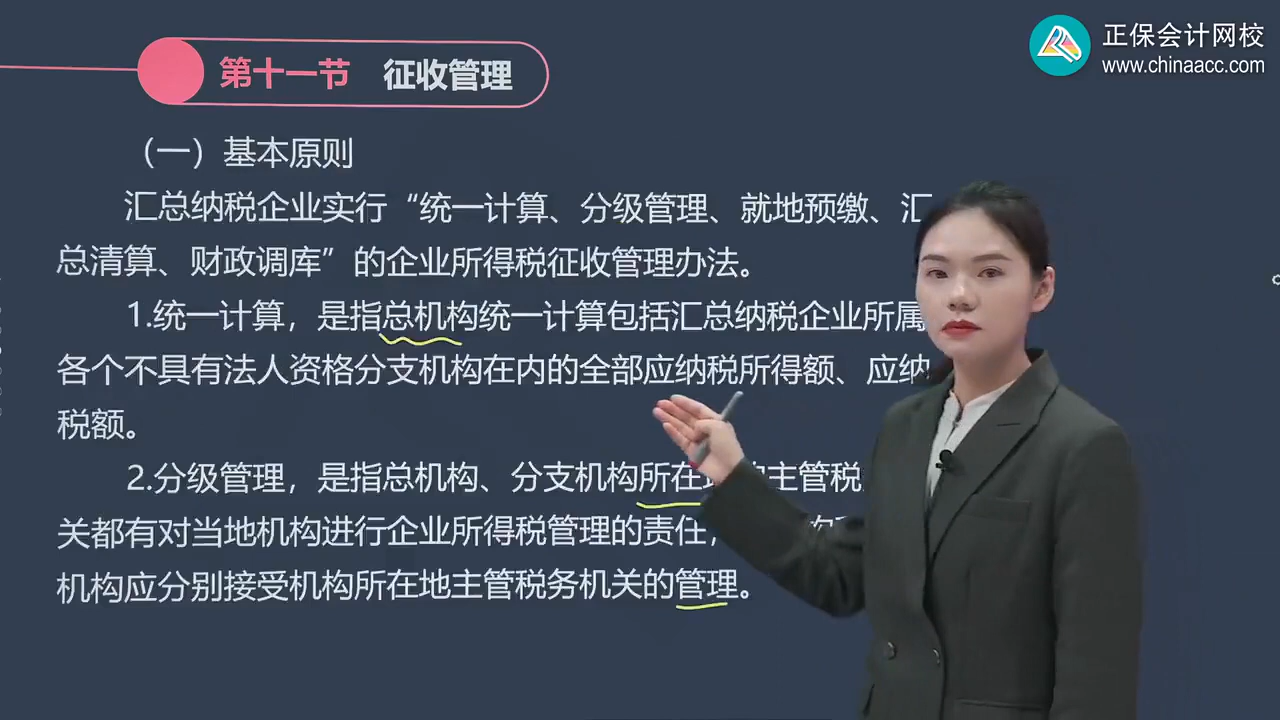 正保会计网校
www.chinaacc.com
第十一节 征收管理
（一）基本原则
汇总纳税企业实行“统一计算、分级管理、就地预缴、汇
总清算、财政调库”的企业所得税征收管理办法。
1.统一计算，是指总机构统一计算包括汇总纳税企业所属
各个不具有法人资格分支机构在内的全部应纳税所得额、应纳
税额。
2.分级管理，是指总机构、分支机构所在 主管税
关都有对当地机构进行企业所得税管理的责任，
机构应分别接受机构所在地主管税务机关的管理。